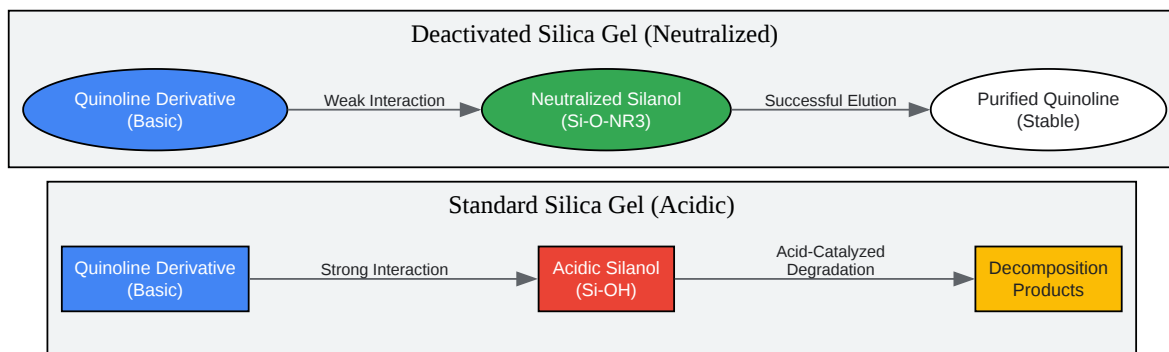 Deactivated Silica Gel (Neutralized)
Quinoline Derivative
(Basic)
Weak Interaction
Neutralized Silanol
(Si-O-NR3)
Successful Elution
Purified Quinoline
(Stable)
Standard Silica Gel (Acidic)
Quinoline Derivative
(Basic)
Strong Interaction
Acidic Silanol
(Si-OH)
Acid-Catalyzed
Degradation
Decomposition
Products